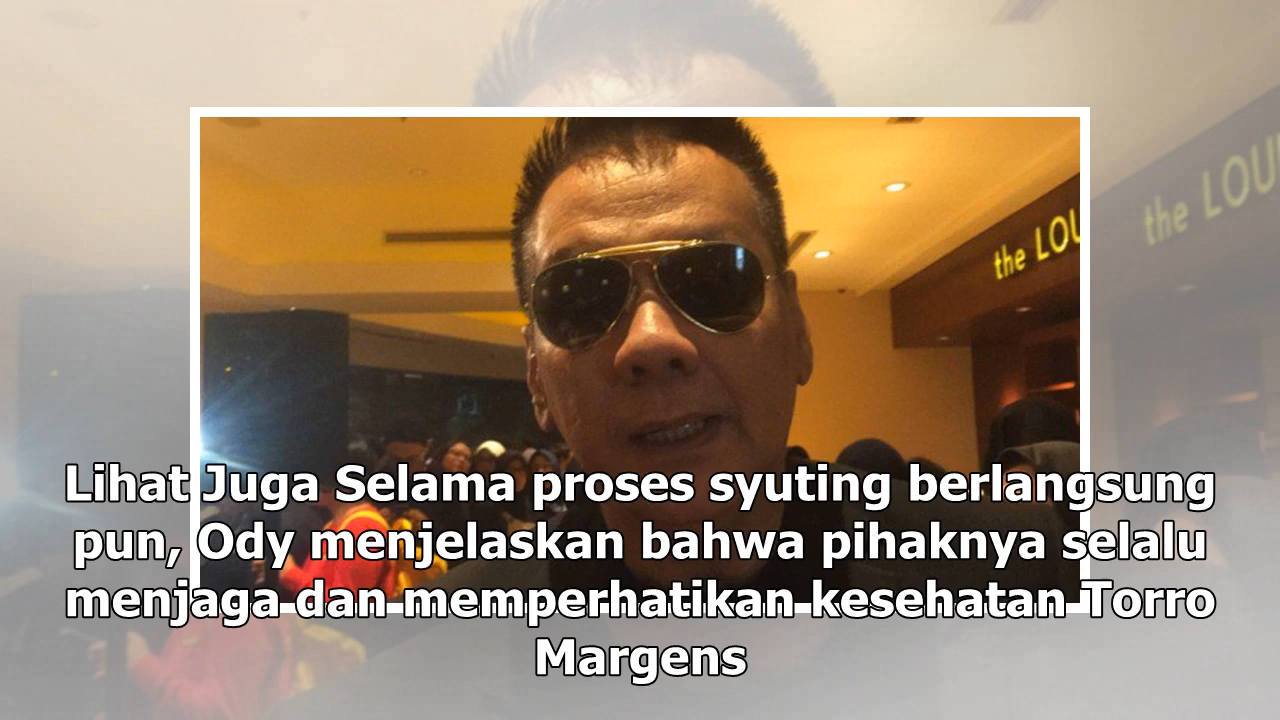 the LOU
the LOU
Lihat Juga Selama proses syuting berlangsung
pun, Ody menjelaskan bahwa pihaknya selalu
menjaga dan memperhatikan kesehatan Torro
Margens